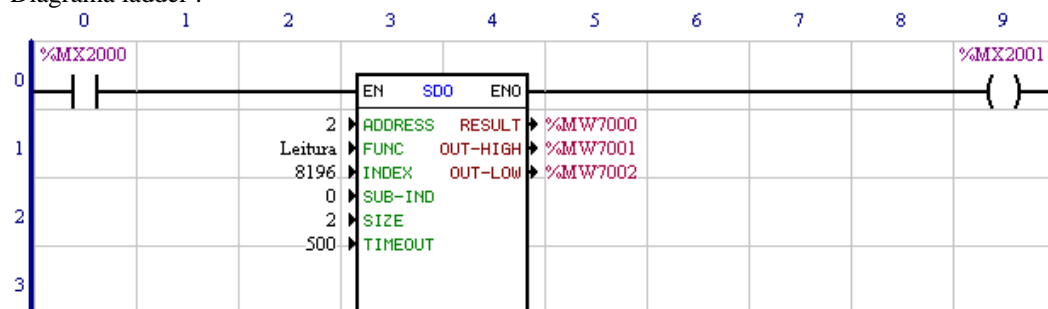 Diagrama ladder :
0 1 2 3 4 5 6 7 8 9
%MX2000 %MX2001
0 EN SDO ENO
2 ADDRESS RESULT %MW7000
1 Leitura FUNC OUT-HIGH %MW7001
8196 INDEX OUT-LOW %MW7002
0 SUB-IND
2 2 SIZE
500 TIMEOUT
3